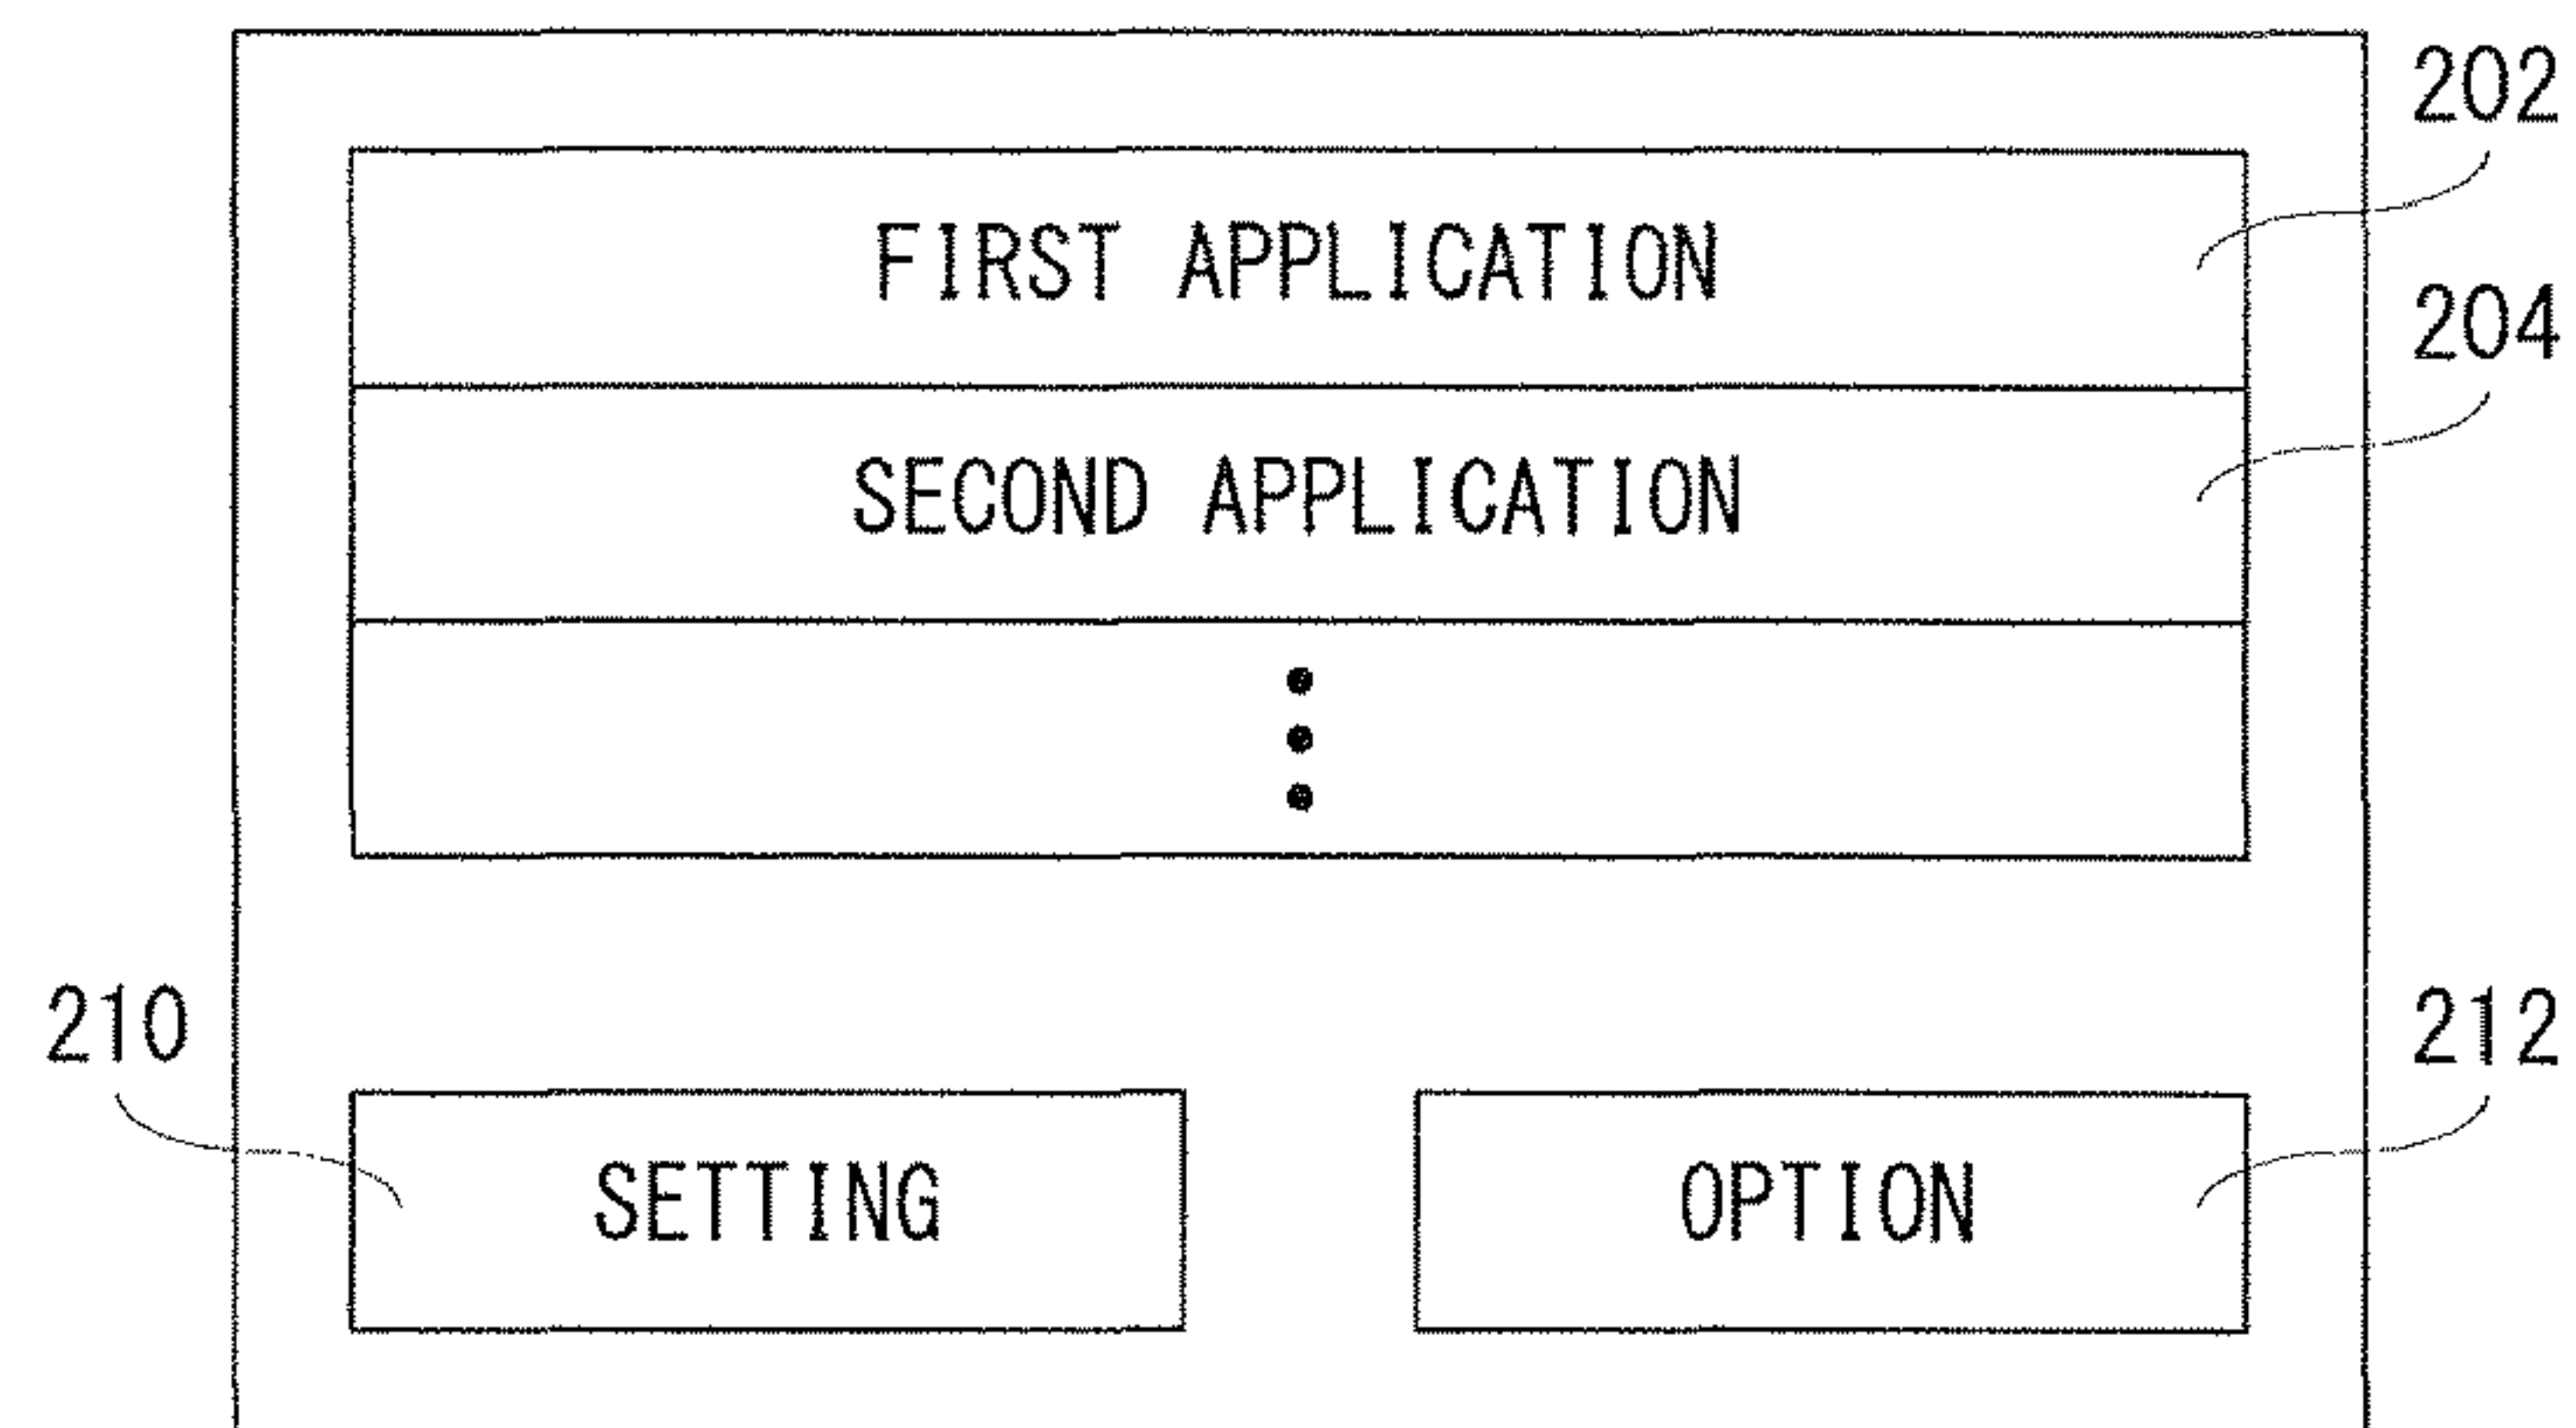 202
FIRST APPLICATION
204
SECOND APPLICATION
210
212
SETTING
OPTION